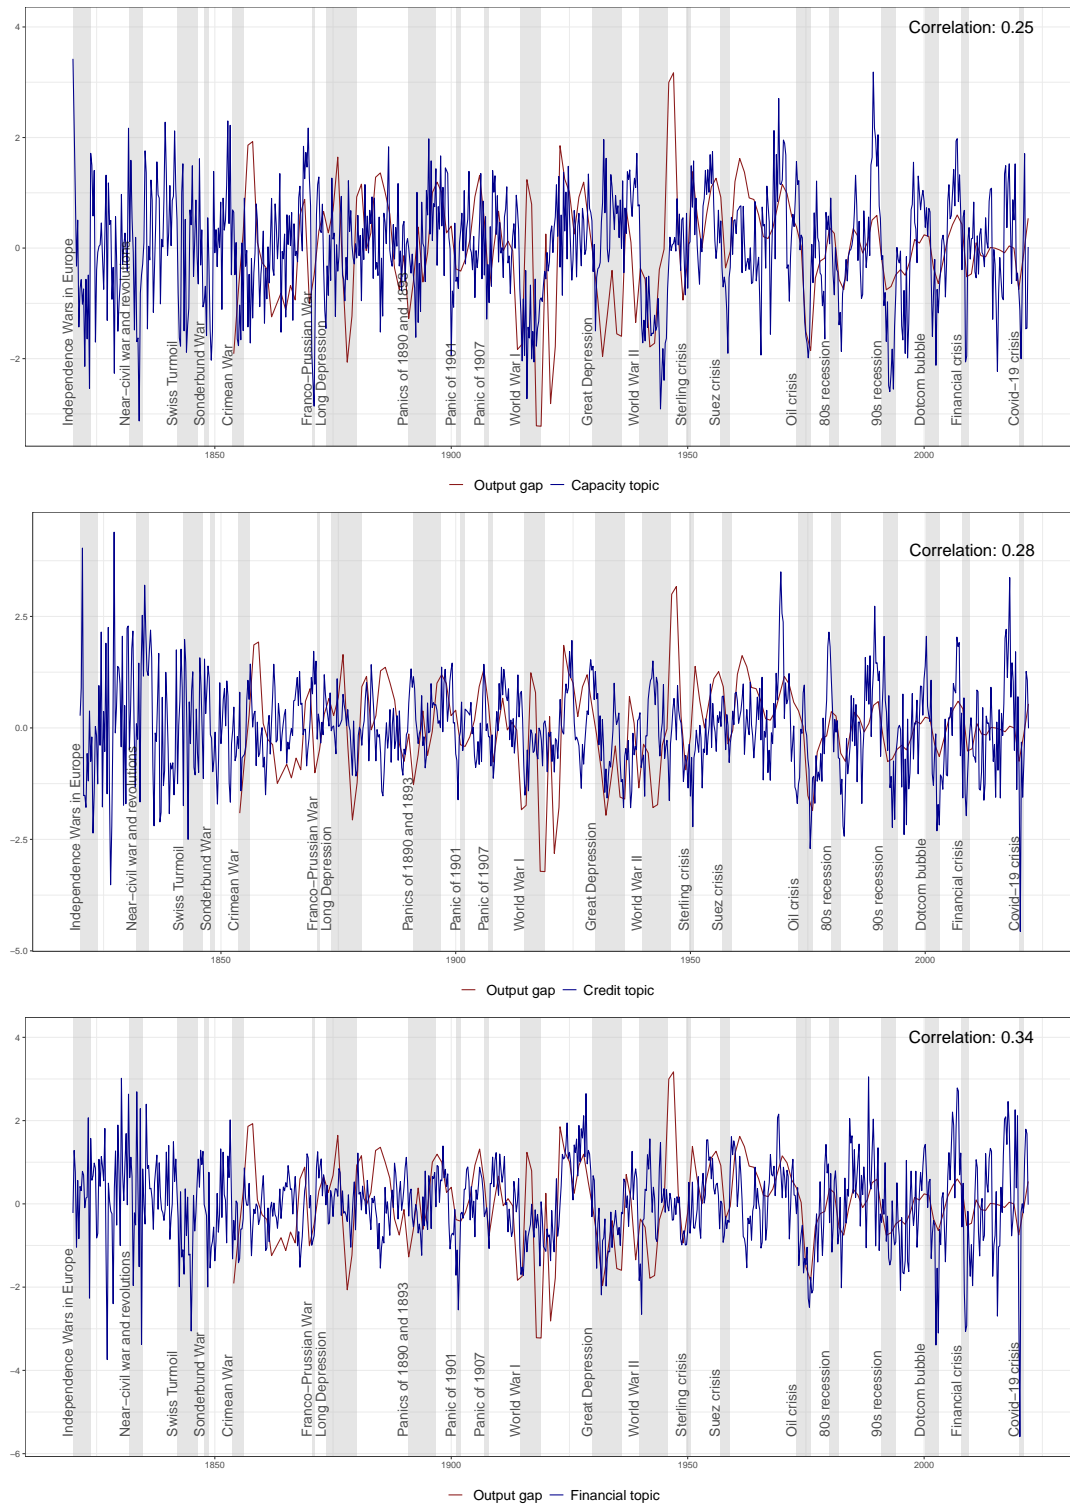 Correlation: 0.25
4
2
0
−2
Independence Wars in Europe
Near−civil war and revolutions
Swiss Turmoil
Sonderbund War
Crimean War
Franco−Prussian War
Long Depression
Panics of 1890 and 1893
Panic of 1901
Panic of 1907
World War I
Great Depression
World War II
Sterling crisis
Suez crisis
Oil crisis
80s recession
90s recession
Dotcom bubble
Financial crisis
Covid−19 crisis
1850 1900 1950 2000
Output gap Capacity topic
Correlation: 0.28
2.5
0.0
−2.5
−5.0
Independence Wars in Europe
Near−civil war and revolutions
Swiss Turmoil
Sonderbund War
Crimean War
Franco−Prussian War
Long Depression
Panics of 1890 and 1893
Panic of 1901
Panic of 1907
World War I
Great Depression
World War II
Sterling crisis
Suez crisis
Oil crisis
80s recession
90s recession
Dotcom bubble
Financial crisis
Covid−19 crisis
1850 1900 1950 2000
Output gap Credit topic
Correlation: 0.34
4
2
0
−2
−4
−6
Independence Wars in Europe
Near−civil war and revolutions
Swiss Turmoil
Sonderbund War
Crimean War
Franco−Prussian War
Long Depression
Panics of 1890 and 1893
Panic of 1901
Panic of 1907
World War I
Great Depression
World War II
Sterling crisis
Suez crisis
Oil crisis
80s recession
90s recession
Dotcom bubble
Financial crisis
Covid−19 crisis
1850 1900 1950 2000
Output gap Financial topic